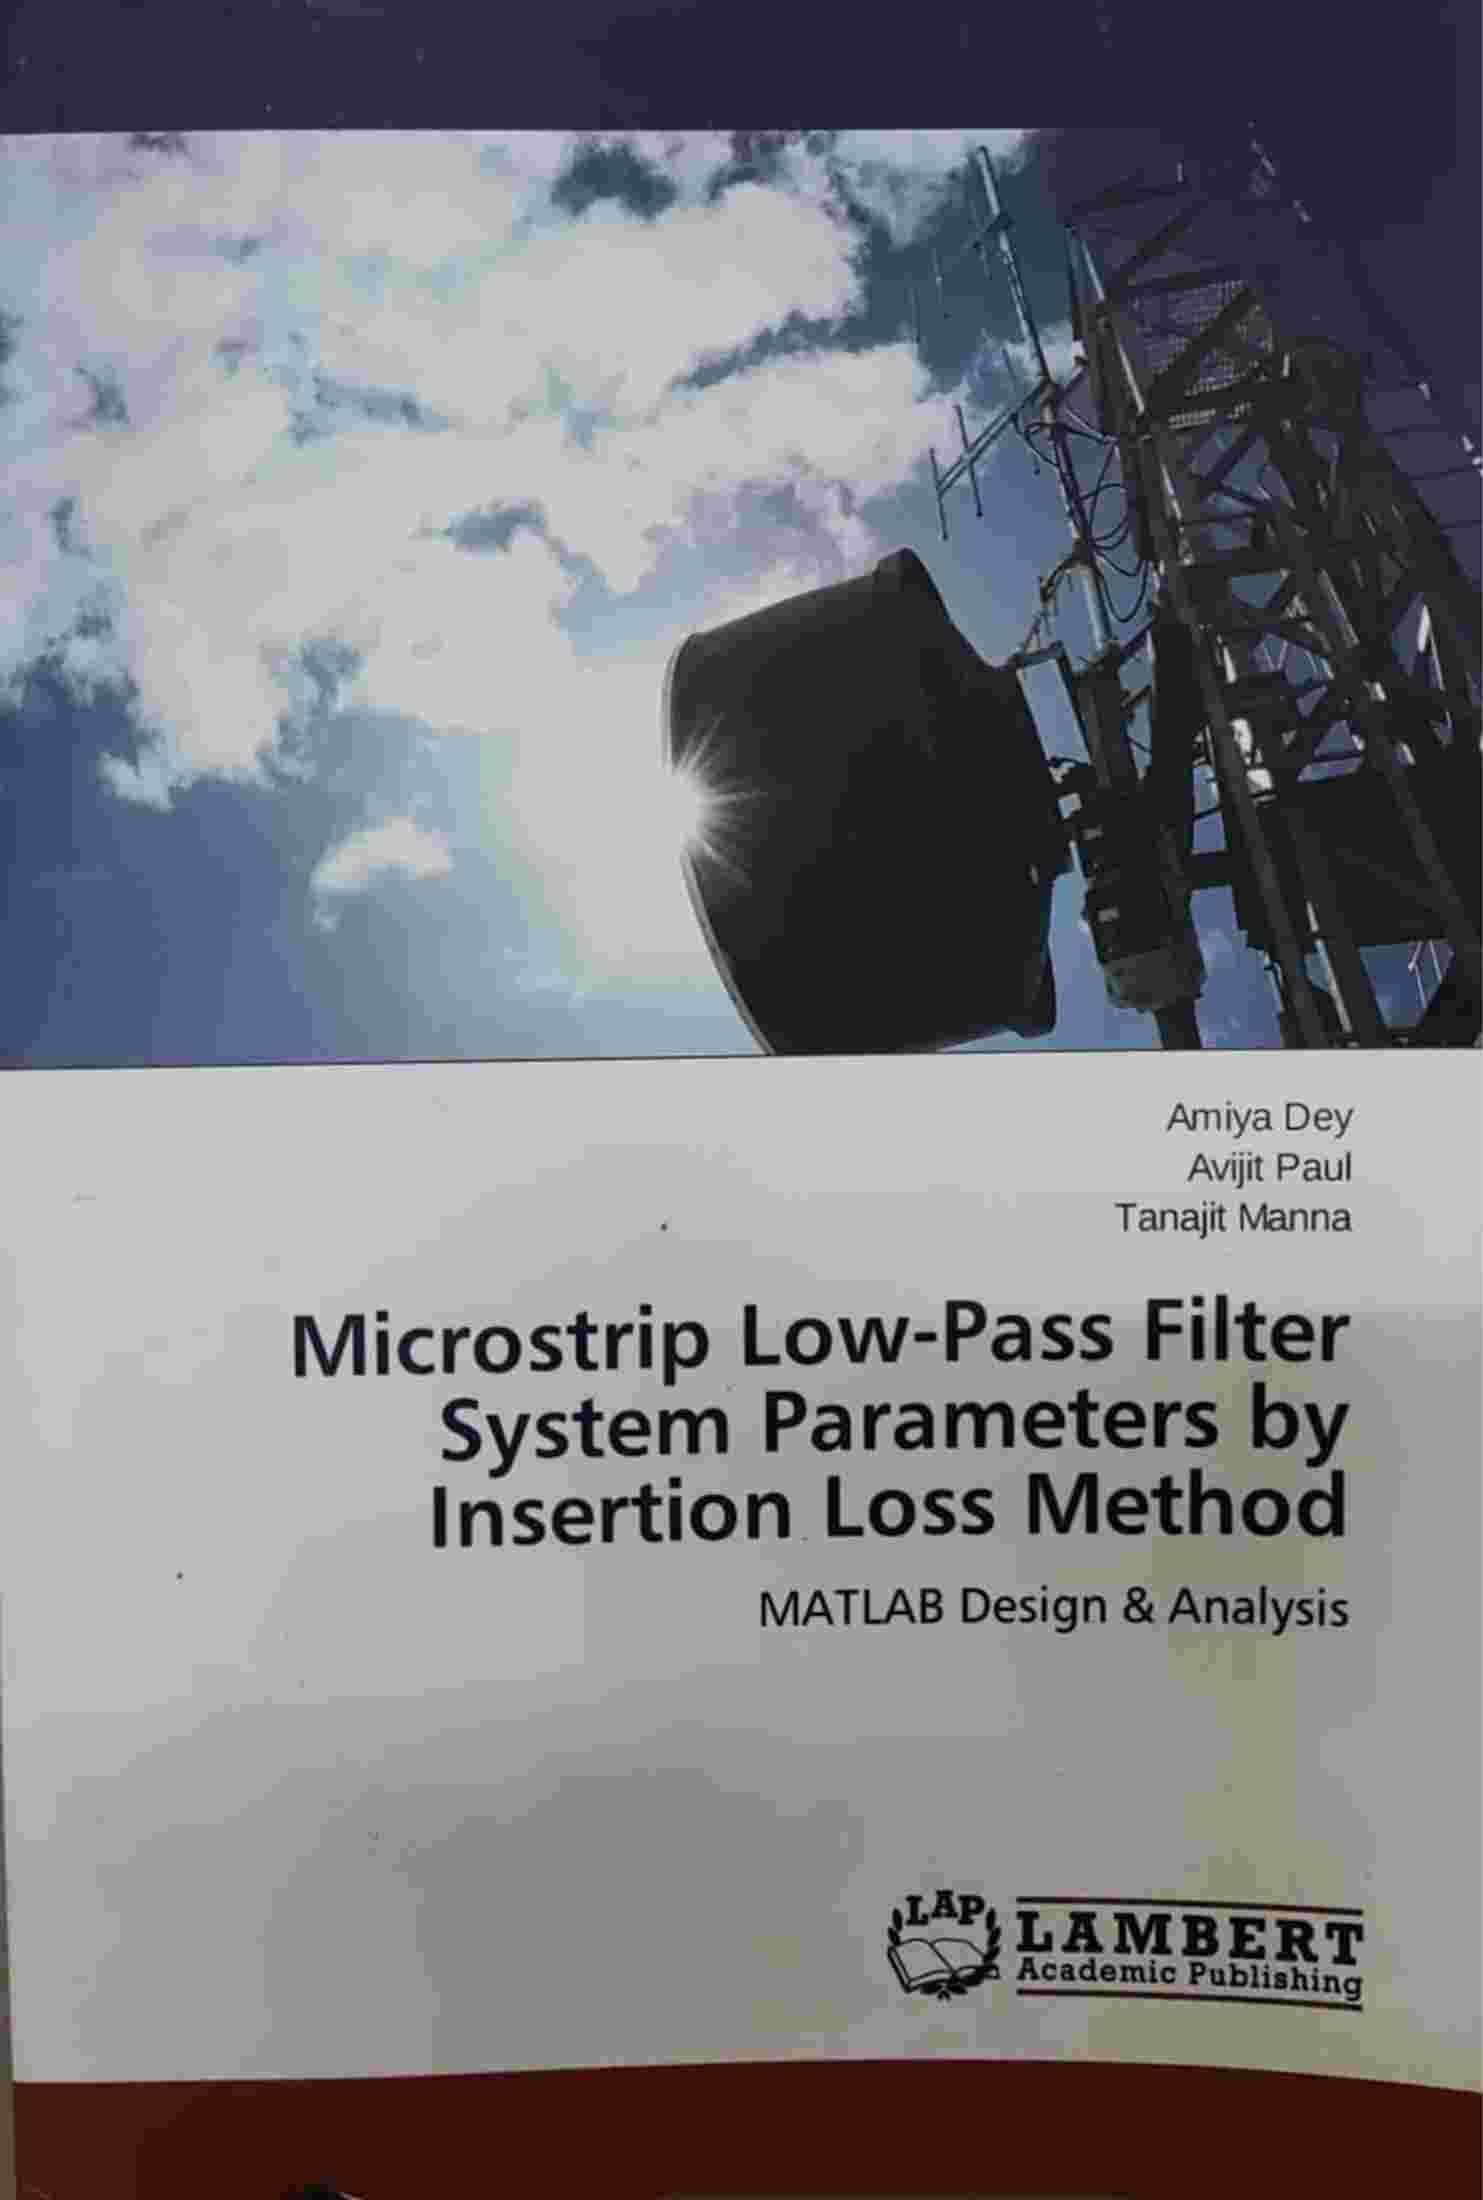 Amiya Dey
Avijit Paul
Tanajit Manna
Microstrip Low-Pass Filter
System Parameters by
Insertion Loss Method
MATLAB Design & Analysis
LAP
LAMBERT
Academic Publishing